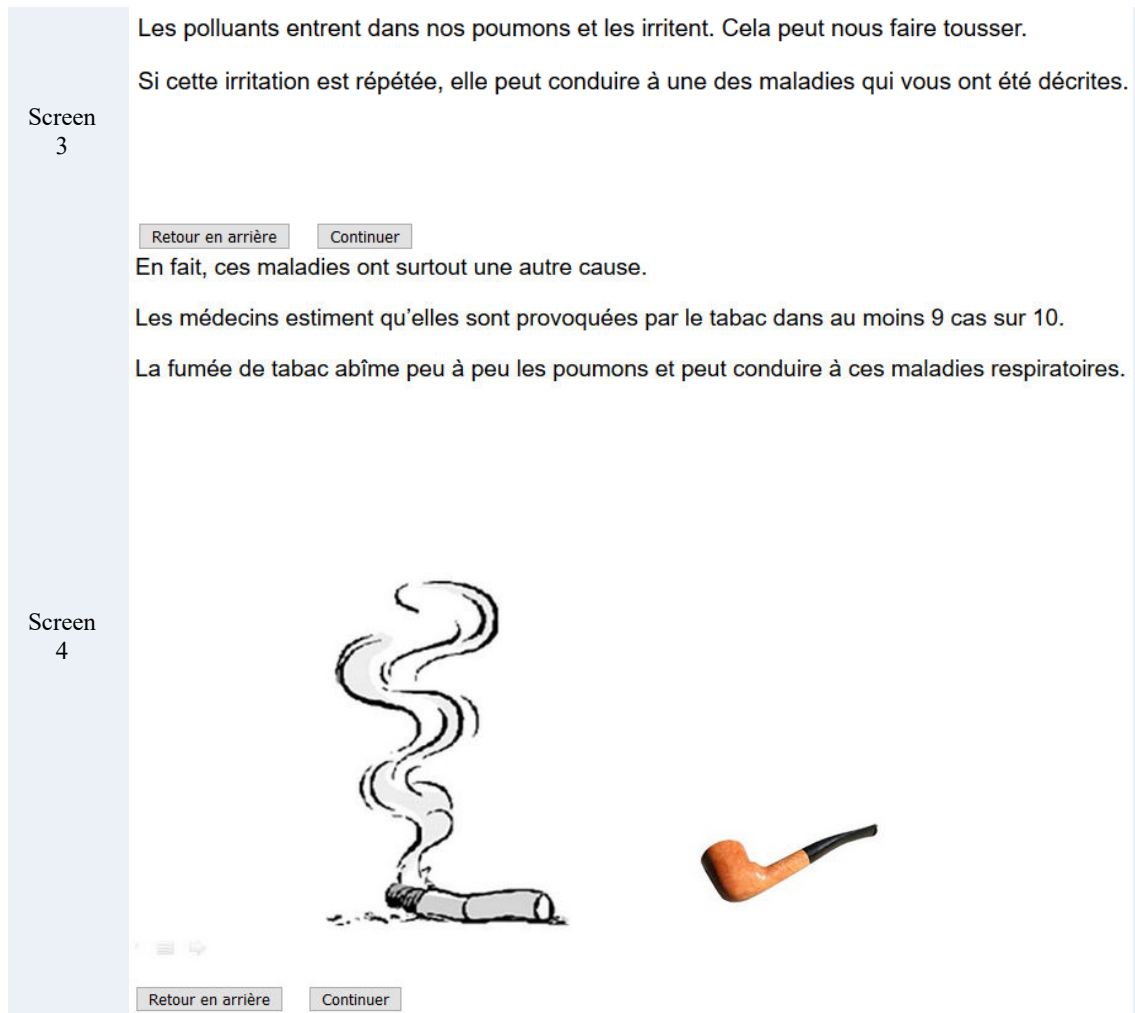 Les polluants entrent dans nos poumons et les irritent. Cela peut nous faire tousser.
Si cette irritation est répétée, elle peut conduire à une des maladies qui vous ont été décrites.
Screen
3
Retour en arrière Continuer
En fait, ces maladies ont surtout une autre cause.
Les médecins estiment qu’elles sont provoquées par le tabac dans au moins 9 cas sur 10.
La fumée de tabac abîme peu à peu les poumons et peut conduire à ces maladies respiratoires.
Screen
4
Retour en arrière Continuer